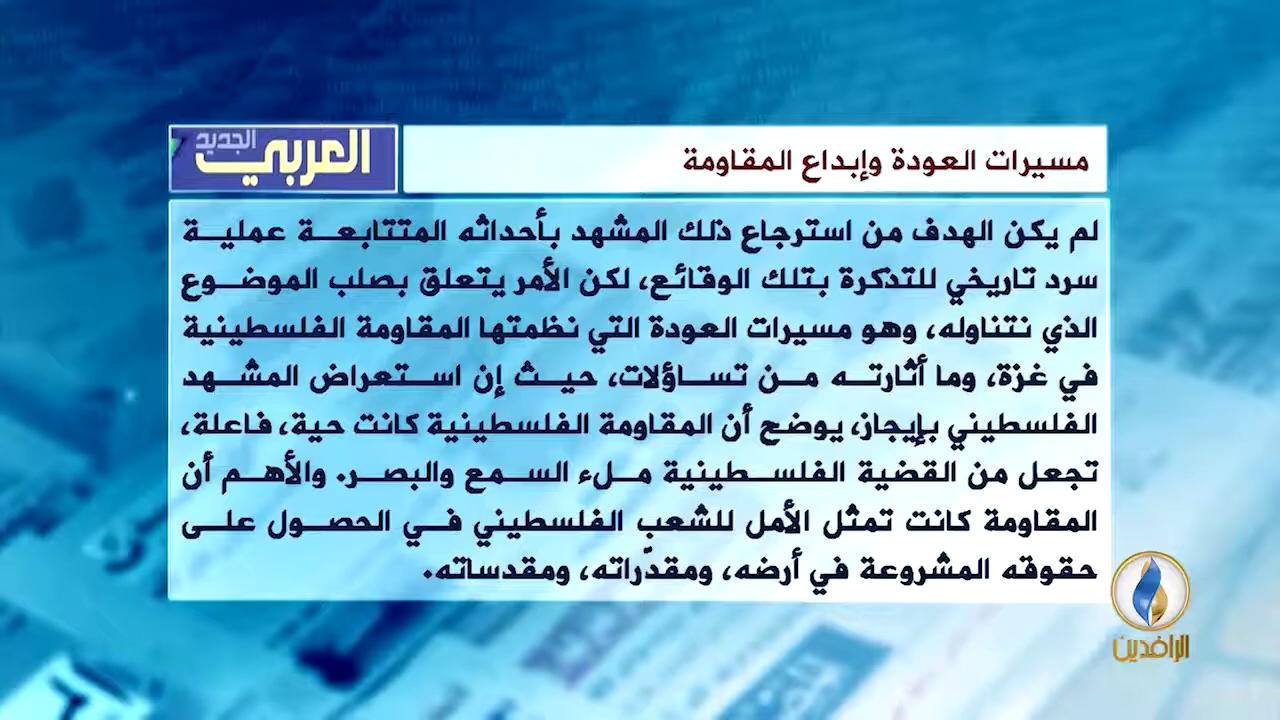 العربي الجديد
مسيرات العودة وإبداع المقاومة
لم يكن الهدف من استرجاع ذلك المشهد بأحداثه المتتابعة عملية
سرد تاريخي للتذكرة بتلك الوقائع، لكن الأمر يتعلق بصلب الموضوع
الذي نتناوله، وهو مسيرات العودة التي نظمتها المقاومة الفلسطينية
في غزة، وما أثارته من تساؤلات، حيث إن استعراض المشهد
الفلسطيني بإيجاز، يوضح أن المقاومة الفلسطينية كانت حية، فاعلة،
تجعل من القضية الفلسطينية ملء السمع والبصر. والأهم أن
المقاومة كانت تمثل الأمل للشعب الفلسطيني في الحصول على
حقوقه المشروعة في أرضه، ومقدّراته، ومقدساته.
الرافدين